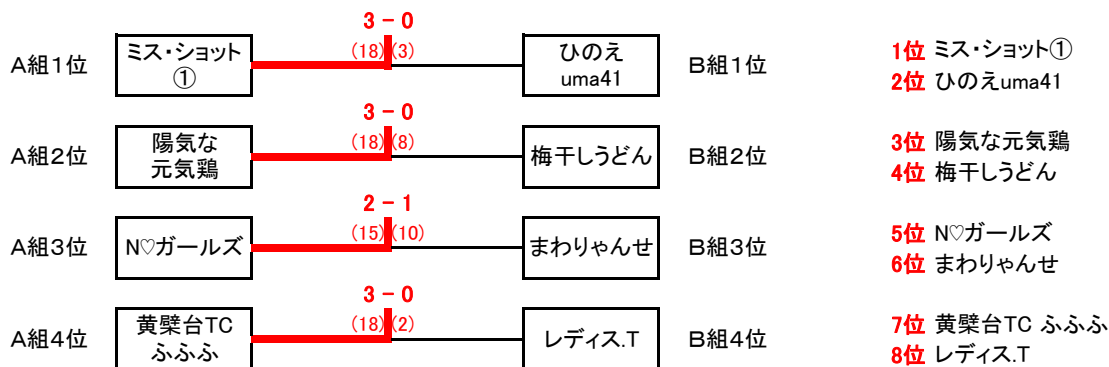 3 − 0
A組1位 ミス・ショット (18) (3) ひのえ B組1位 1位 ミス・ショット①
① uma41 2位 ひのえuma41
3 − 0
A組2位 陽気な (18) (8) 梅干しうどん B組2位 3位 陽気な元気鶏
元気鶏 4位 梅干しうどん
2 − 1
A組3位 N♡ガールズ (15) (10) まわりゃんせ B組3位 5位 N♡ガールズ
6位 まわりゃんせ
3 − 0
A組4位 黄檗台TC (18) (2) レディス.T B組4位 7位 黄檗台TC ふふふ
ふふふ 8位 レディス.T